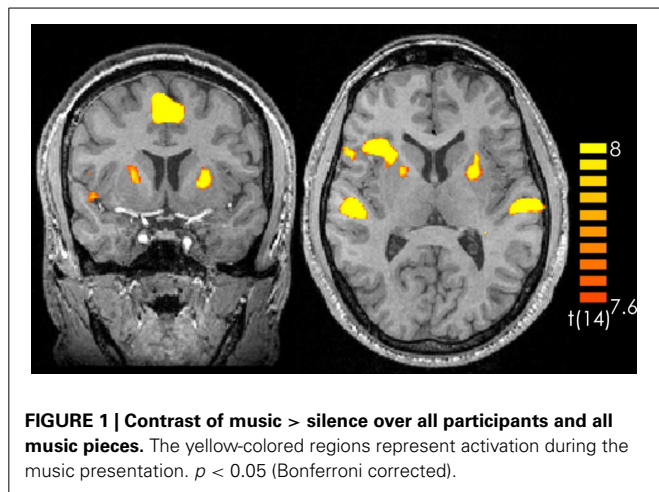 8
7.6
t(14)
FIGURE 1 | Contrast of music > silence over all participants and all
music pieces. The yellow-colored regions represent activation during the
music presentation. p < 0.05 (Bonferroni corrected).